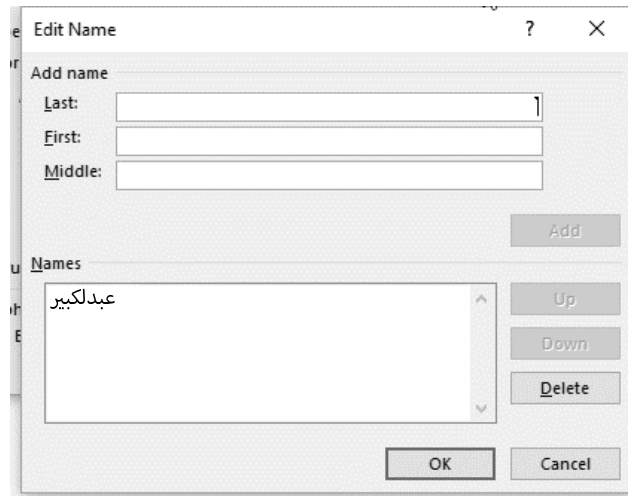 Edit Name
?
Add name
Last:
First:
Middle:
Add
Names
عبدلكبير
Up
Down
Delete
OK
Cancel